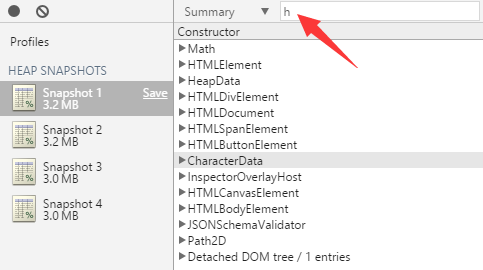 Summary
h
Profiles
Constructor
HEAP SNAPSHOTS
Snapshot 1
Save
3.2 MB
Snapshot 2
3.2 MB
Snapshot 3
3.0 MB
Snapshot 4
3.0 MB
Math
HTMLElement
HeapData
HTMLDivElement
HTMLDocument
HTMLSpanElement
HTMLButtonElement
CharacterData
InspectorOverlayHost
HTMLCanvasElement
HTMLBodyElement
JSONSchemaValidator
Path2D
Detached DOM tree / 1 entries